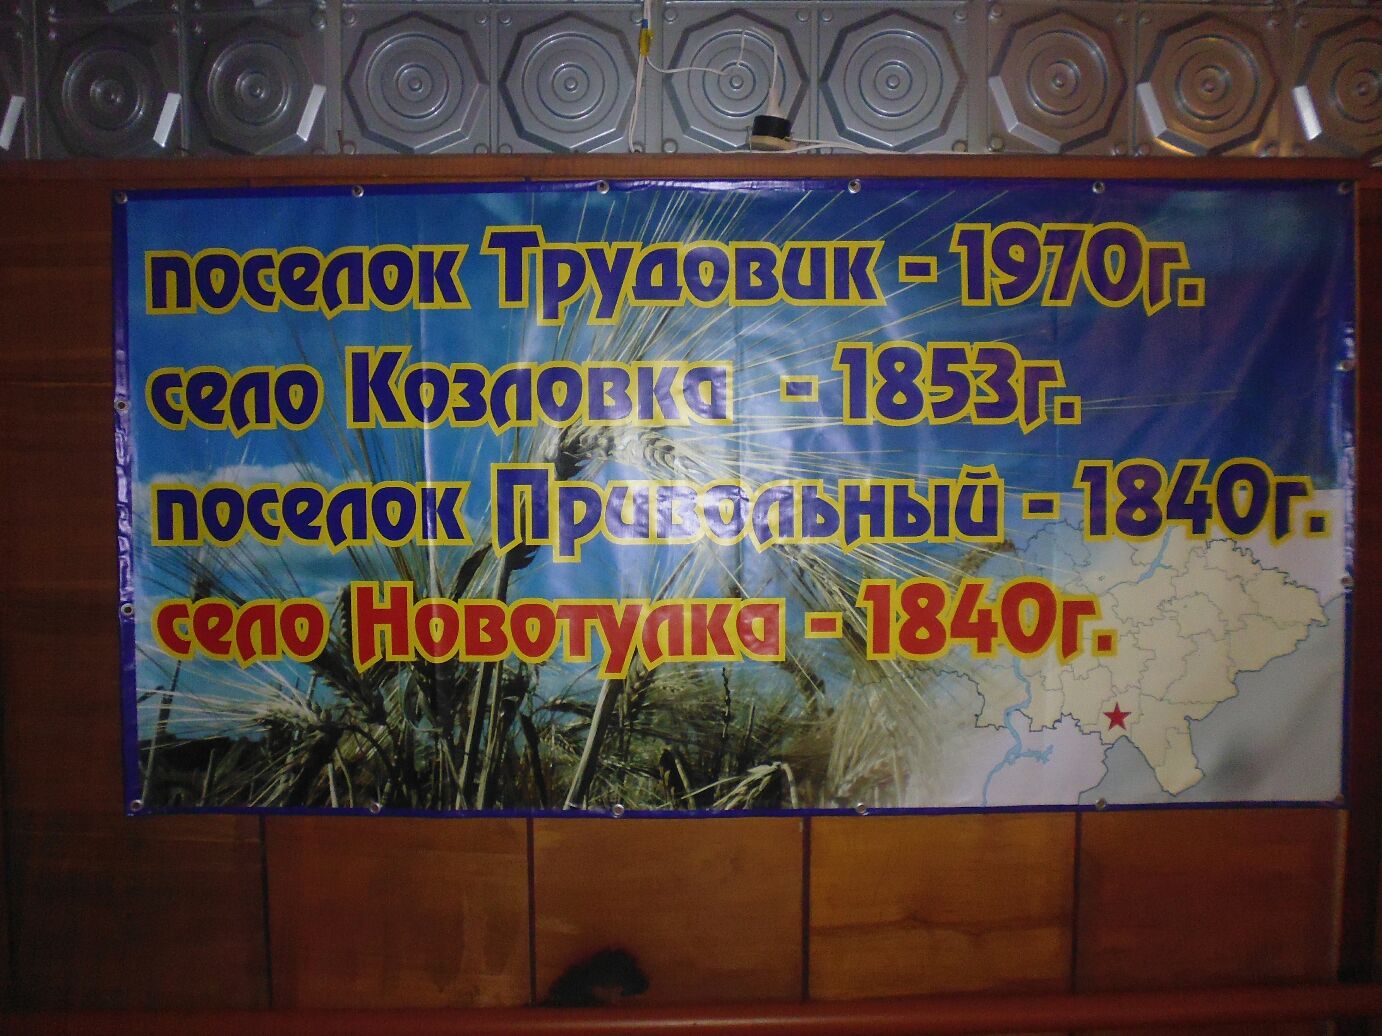 поселок Трудовик - 1970г.
село Козловка - 1853г.
поселок Привольный - 1840г.
село Новотулка - 1840г.